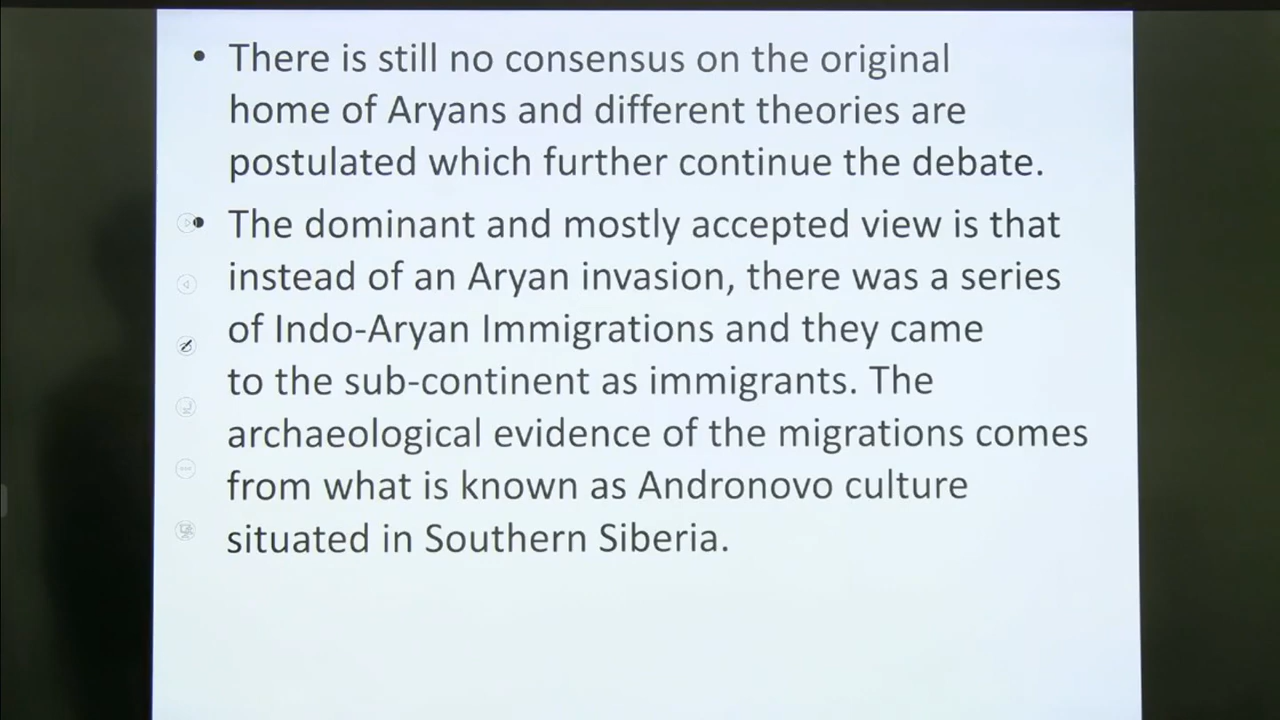 • There is still no consensus on the original
home of Aryans and different theories are
postulated which further continue the debate.
• The dominant and mostly accepted view is that
instead of an Aryan invasion, there was a series
of Indo-Aryan Immigrations and they came
to the sub-continent as immigrants. The
archaeological evidence of the migrations comes
from what is known as Andronovo culture
situated in Southern Siberia.